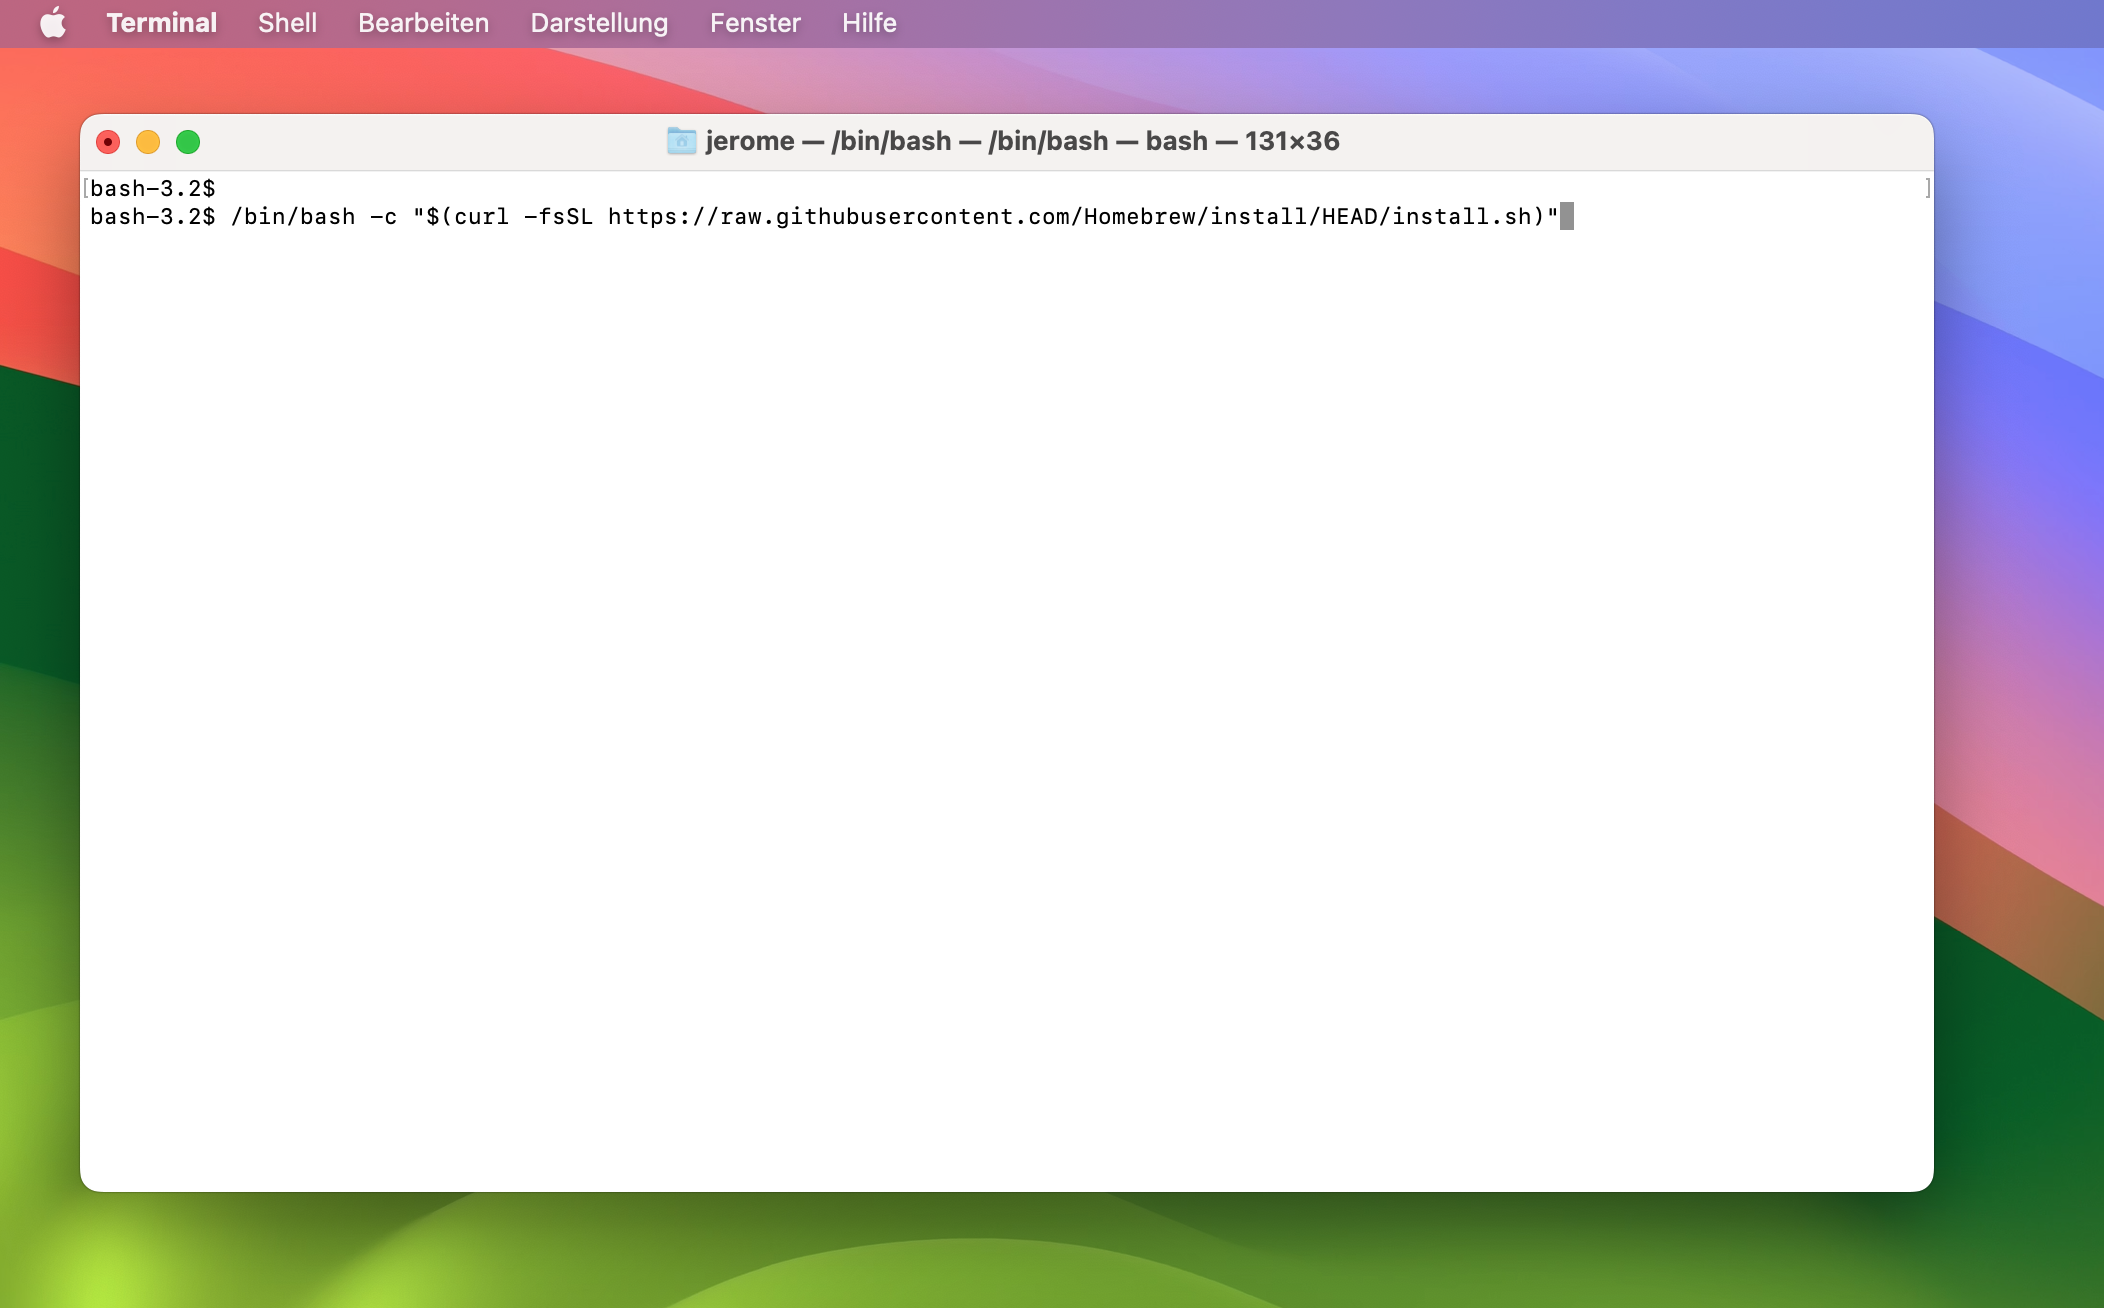 Terminal Shell Bearbeiten Darstellung Fenster Hilfe
jerome — /bin/bash — /bin/bash — bash — 131×36
[bash-3.2$ ]
bash-3.2$ /bin/bash -c "$(curl -fsSL https://raw.githubusercontent.com/Homebrew/install/HEAD/install.sh)"